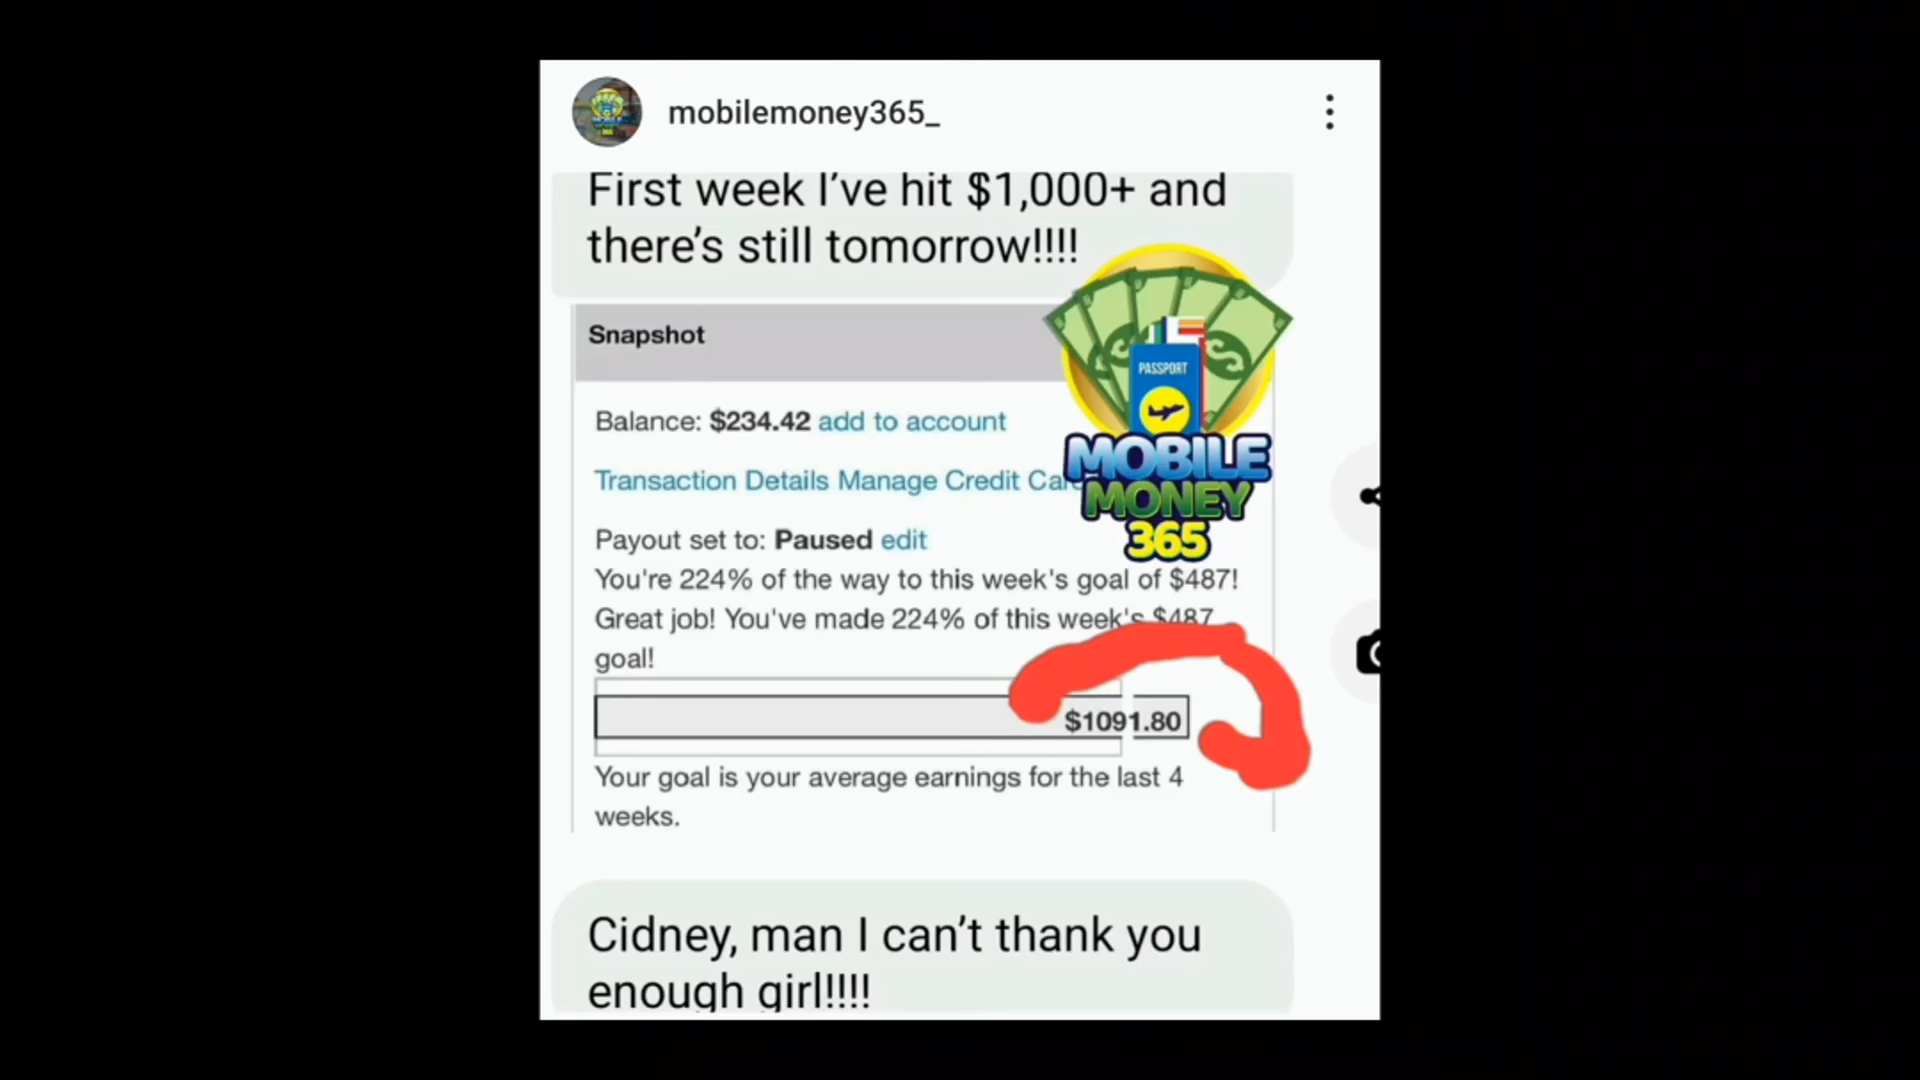 mobilemoney365_
First week I've hit $1,000+ and
there's still tomorrow!!!!
Snapshot
Balance: $234.42 add to account
Transaction Details Manage Credit
Payout set to: Paused edit
You're 224% of the way to this week's goal of $487!
Great job! You've made 224% of this week's $487
goal!
$1091.80
Your goal is your average earnings for the last 4
weeks.
PASSPORT
MOBILE
MONEY
365
Cidney, man I can't thank you
enough girl!!!!